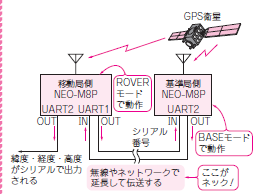 GPS衛星
移動局側
NEO-M8P
UART2 UART1
ROVER
モード
で動作
基準局側
NEO-M8P
UART2
OUT
IN
OUT
IN
OUT
シリアル
番号
BASEモード
で動作
緯度・経度・高度
がシリアルで出力
される
無線やネットワークで
延長して伝送する
ここが
ネック!